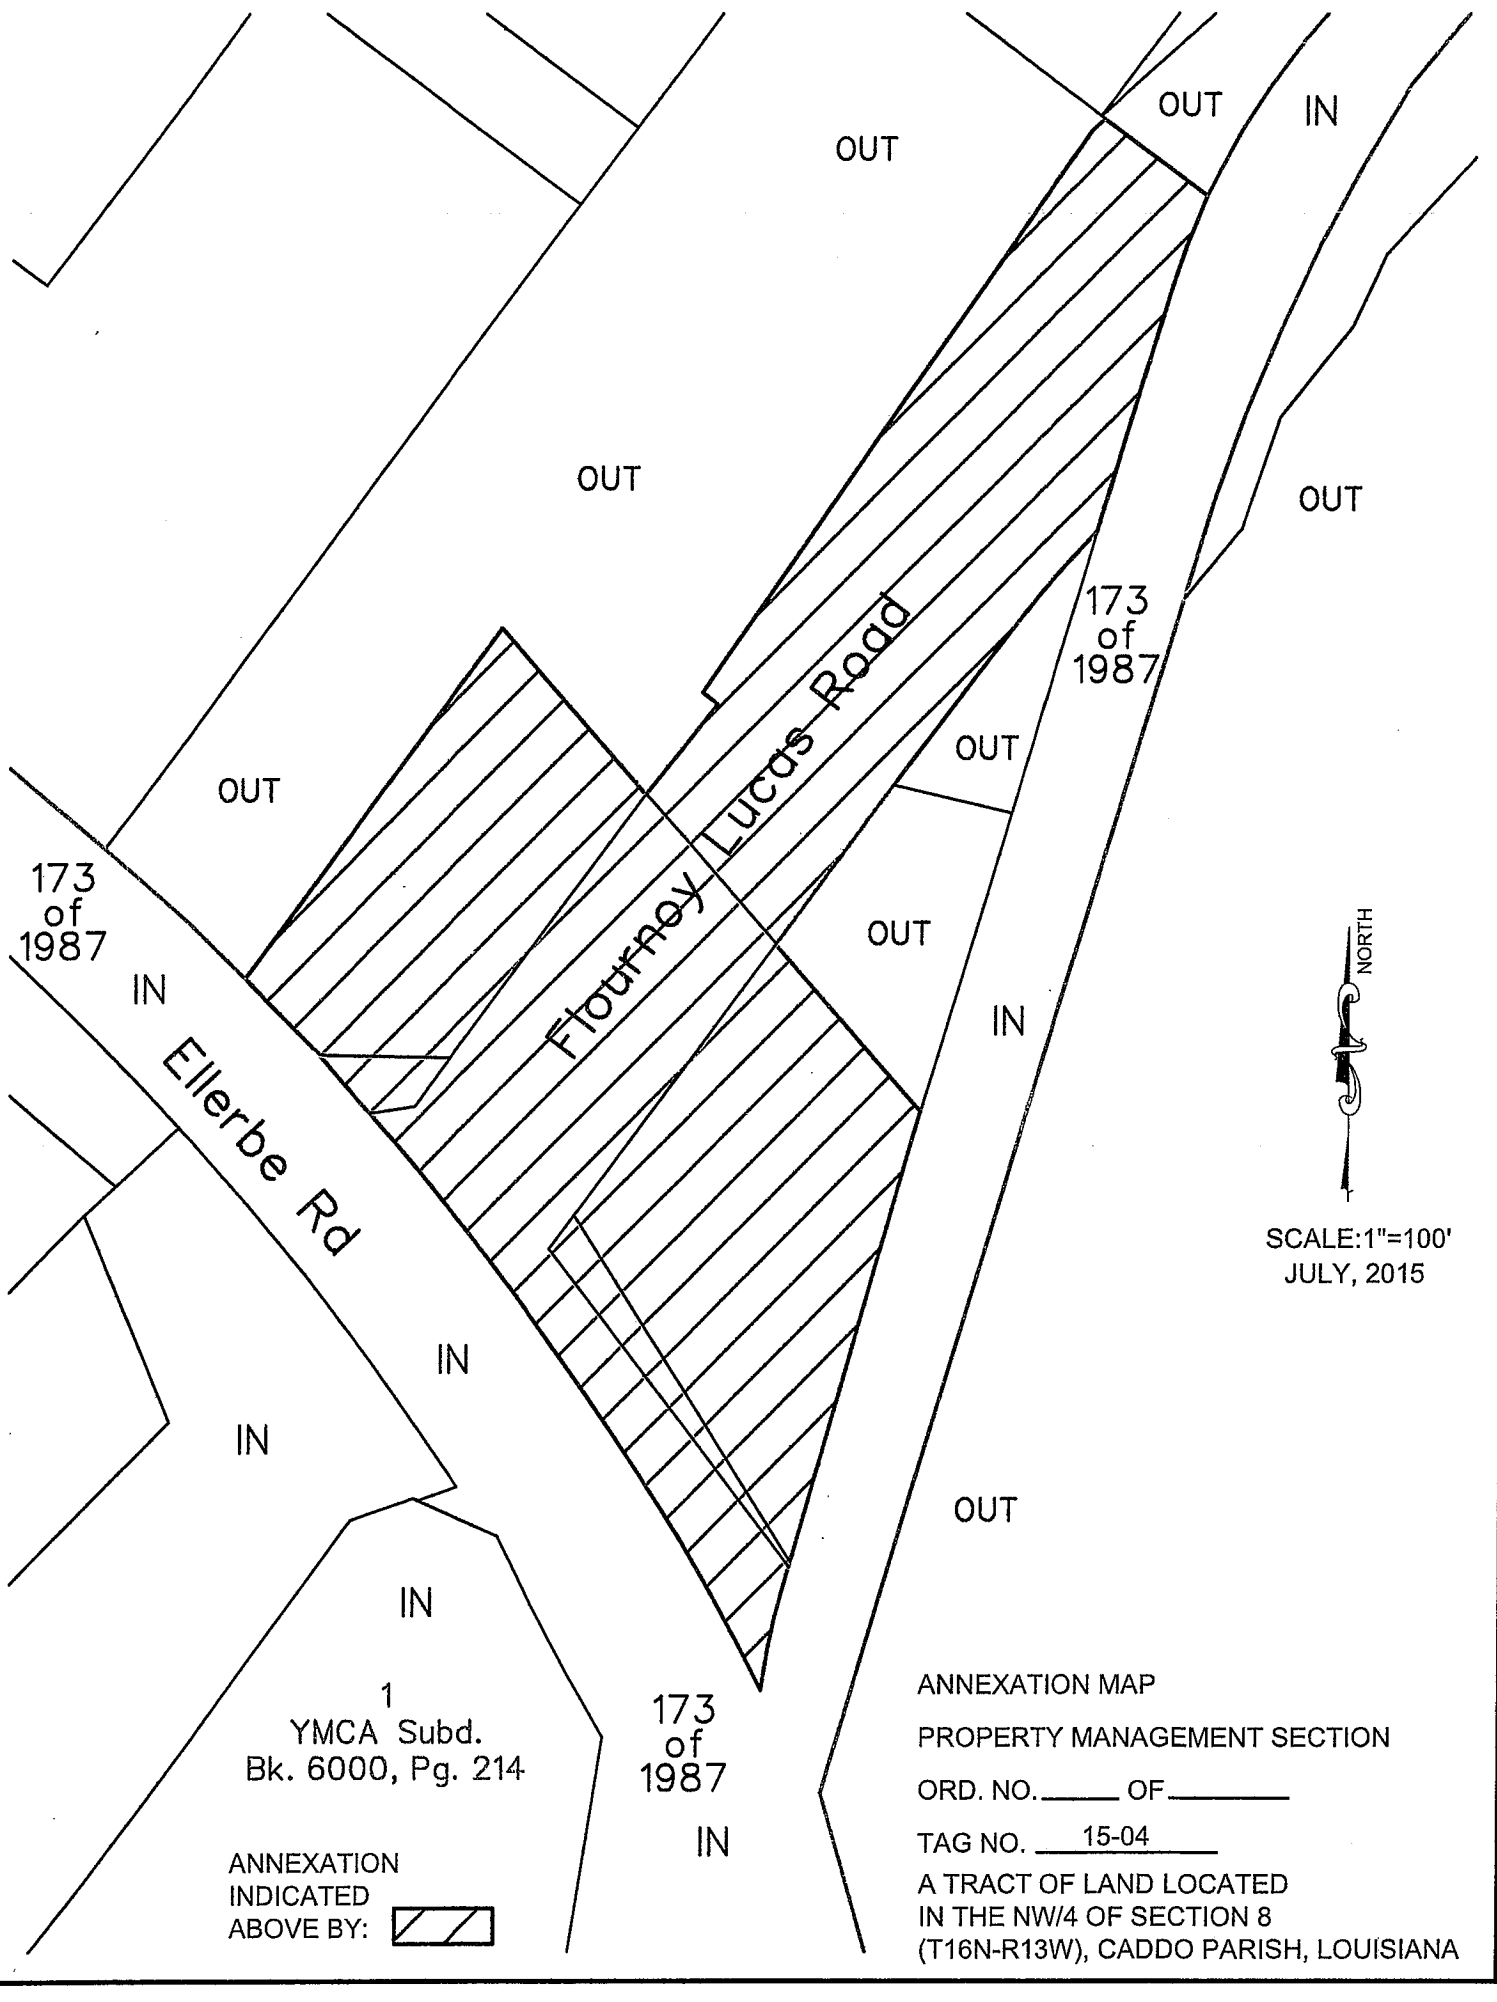 OUT
IN
OUT
OUT
OUT
173
of
1987
OUT
OUT
173
of
1987
OUT
IN
IN
Flournoy Lucas Road
Ellerbe Rd
NORTH
SCALE:1"=100'
JULY, 2015
IN
IN
OUT
IN
1
YMCA Subd.
Bk. 6000, Pg. 214
173
of
1987
IN
ANNEXATION
INDICATED
ABOVE BY:
ANNEXATION MAP
PROPERTY MANAGEMENT SECTION
ORD. NO. OF
TAG NO. 15-04
A TRACT OF LAND LOCATED
IN THE NW/4 OF SECTION 8
(T16N-R13W), CADDO PARISH, LOUISIANA